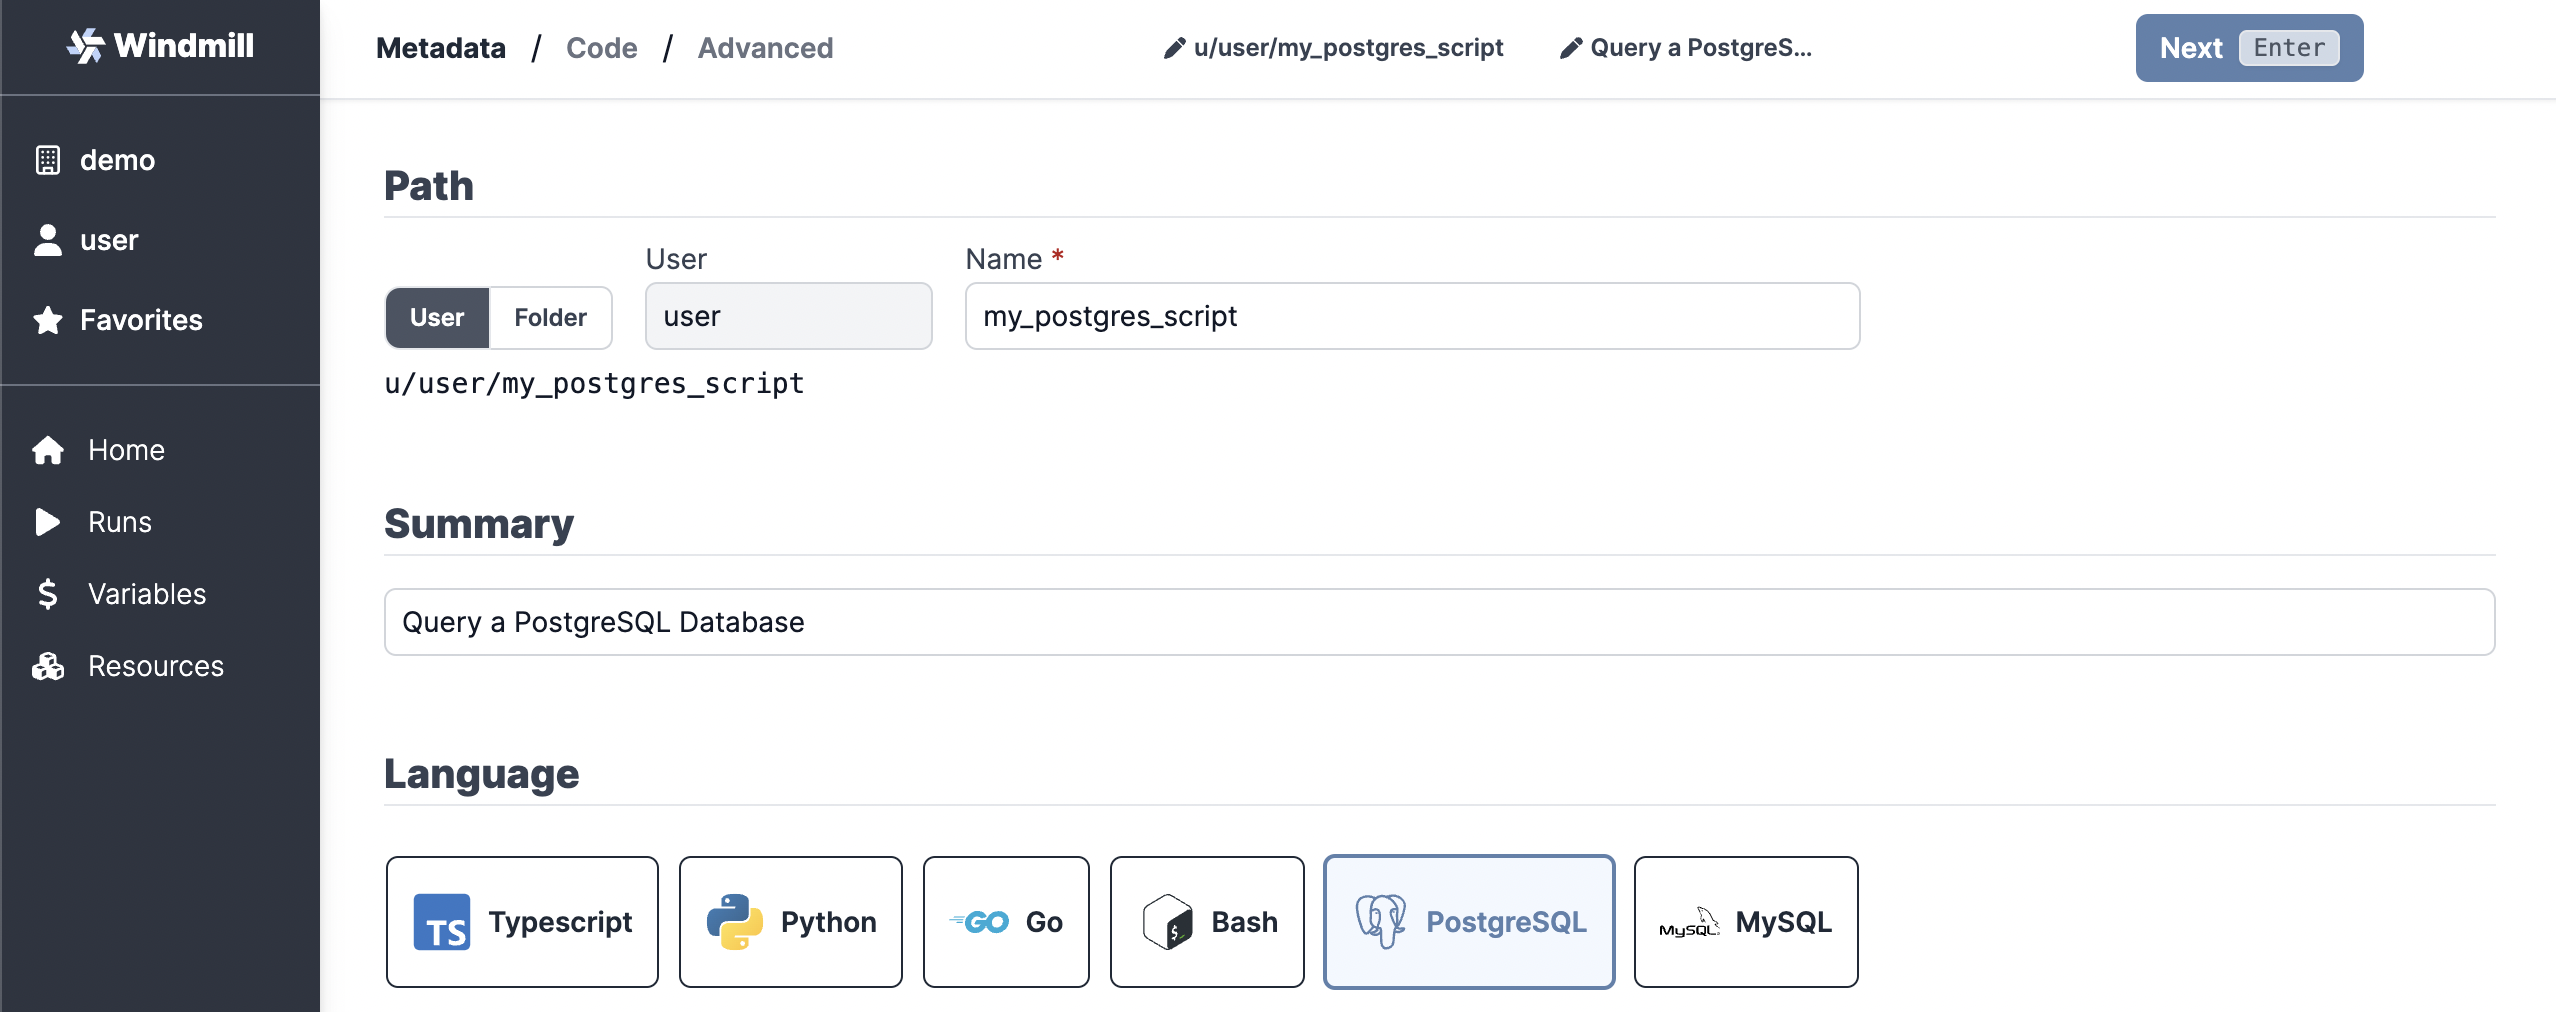 Windmill
demo
user
Favorites
Home
Runs
Variables
Resources
Metadata / Code / Advanced
u/user/my_postgres_script
Query a PostgreS...
Next Enter
Path
User Folder
User
user
Name *
my_postgres_script
u/user/my_postgres_script
Summary
Query a PostgreSQL Database
Language
TS Typescript
Python
GO Go
$ Bash
PostgreSQL
MySQL MySQL